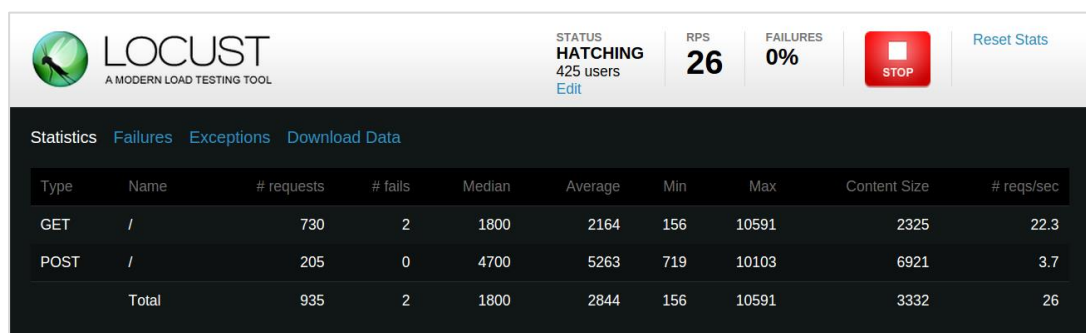 LOCUST
A MODERN LOAD TESTING TOOL
STATUS
HATCHING
425 users
Edit
RPS
26
FAILURES
0%
STOP
Reset Stats
Statistics Failures Exceptions Download Data
Type Name # requests # fails Median Average Min Max Content Size # reqs/sec
GET / 730 2 1800 2164 156 10591 2325 22.3
POST / 205 0 4700 5263 719 10103 6921 3.7
Total 935 2 1800 2844 156 10591 3332 26